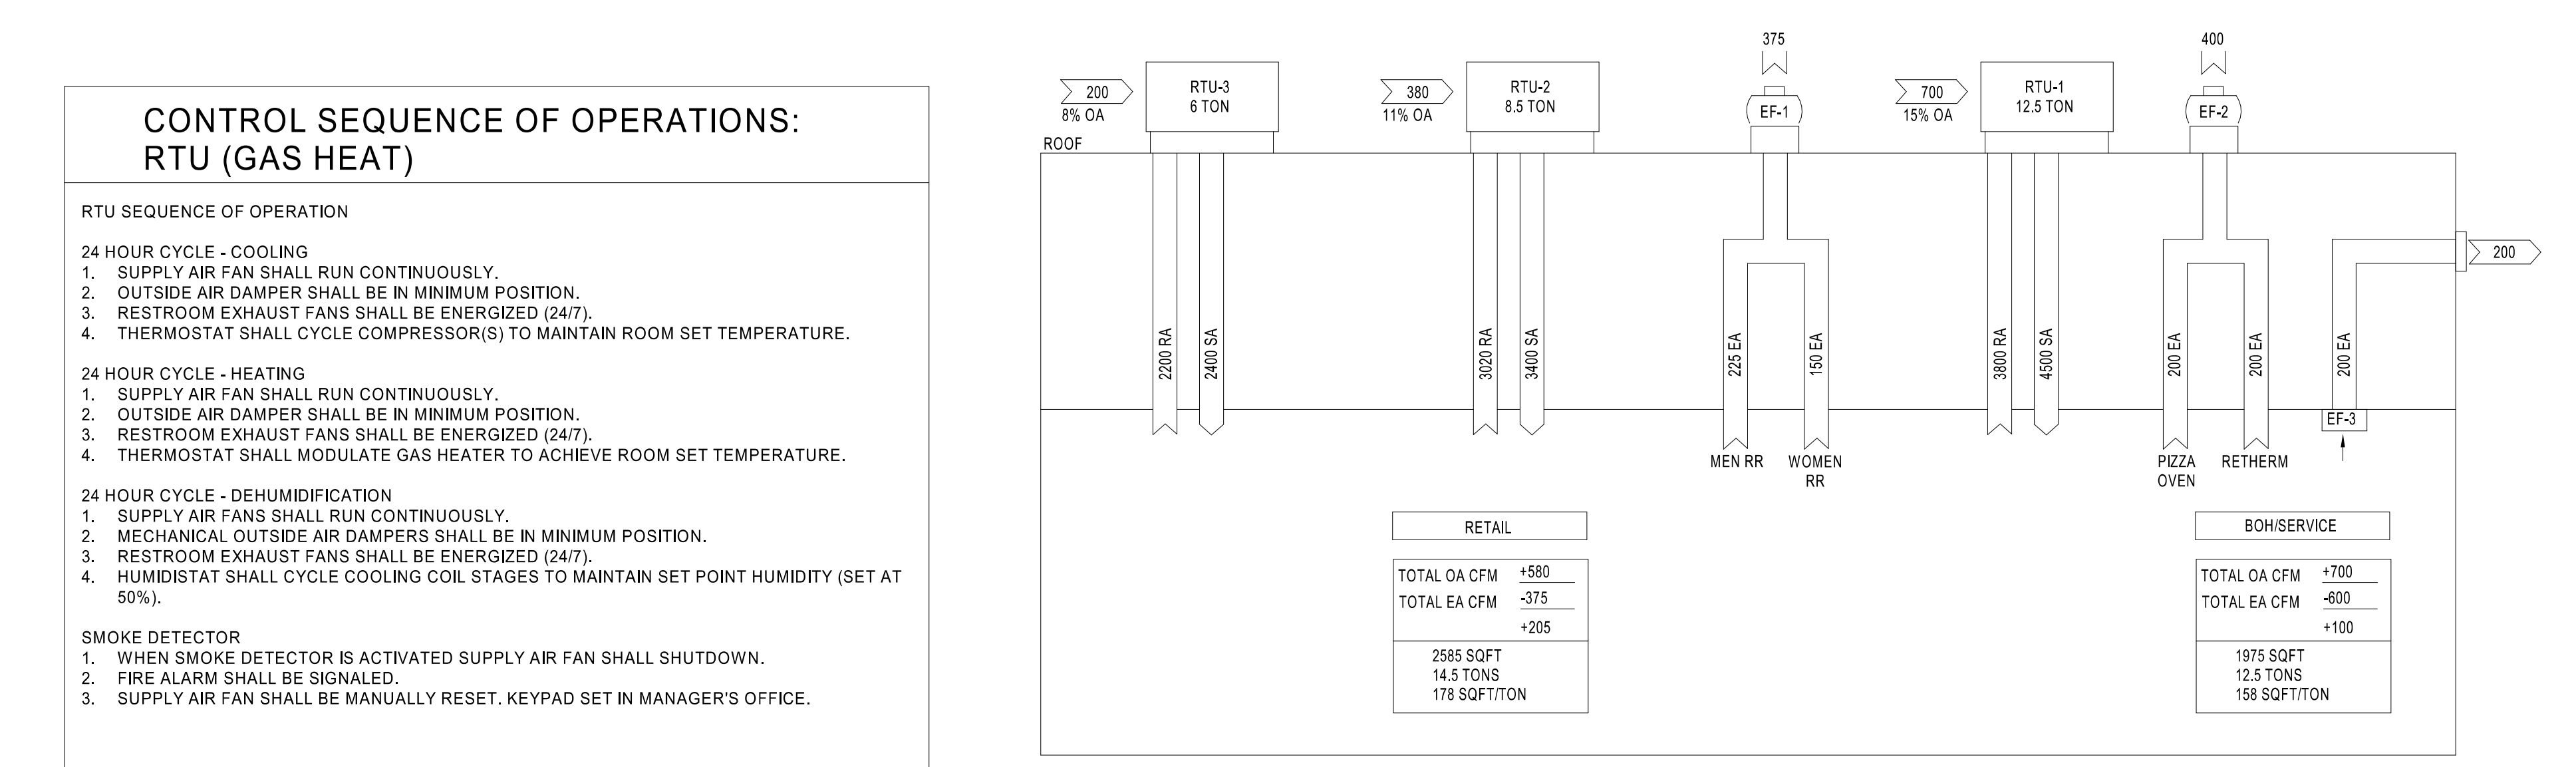 CONTROL SEQUENCE OF OPERATIONS:
RTU (GAS HEAT)
RTU SEQUENCE OF OPERATION
24 HOUR CYCLE - COOLING
1. SUPPLY AIR FAN SHALL RUN CONTINUOUSLY.
2. OUTSIDE AIR DAMPER SHALL BE IN MINIMUM POSITION.
3. RESTROOM EXHAUST FANS SHALL BE ENERGIZED (24/7).
4. THERMOSTAT SHALL CYCLE COMPRESSOR(S) TO MAINTAIN ROOM SET TEMPERATURE.
24 HOUR CYCLE - HEATING
1. SUPPLY AIR FAN SHALL RUN CONTINUOUSLY.
2. OUTSIDE AIR DAMPER SHALL BE IN MINIMUM POSITION.
3. RESTROOM EXHAUST FANS SHALL BE ENERGIZED (24/7).
4. THERMOSTAT SHALL MODULATE GAS HEATER TO ACHIEVE ROOM SET TEMPERATURE.
24 HOUR CYCLE - DEHUMIDIFICATION
1. SUPPLY AIR FANS SHALL RUN CONTINUOUSLY.
2. MECHANICAL OUTSIDE AIR DAMPERS SHALL BE IN MINIMUM POSITION.
3. RESTROOM EXHAUST FANS SHALL BE ENERGIZED (24/7).
4. HUMIDISTAT SHALL CYCLE COOLING COIL STAGES TO MAINTAIN SET POINT HUMIDITY (SET AT
50%).
SMOKE DETECTOR
1. WHEN SMOKE DETECTOR IS ACTIVATED SUPPLY AIR FAN SHALL SHUTDOWN.
2. FIRE ALARM SHALL BE SIGNALED.
3. SUPPLY AIR FAN SHALL BE MANUALLY RESET. KEYPAD SET IN MANAGER'S OFFICE.
200
8% OA
RTU-3
6 TON
380
11% OA
RTU-2
8.5 TON
375
EF-1
700
15% OA
RTU-1
12.5 TON
400
EF-2
ROOF
200
2200 RA
2400 SA
3020 RA
3400 SA
225 EA
150 EA
3800 RA
4500 SA
200 EA
200 EA
200 EA
EF-3
MEN RR
WOMEN
RR
PIZZA
OVEN
RETHERM
RETAIL
TOTAL OA CFM +580
TOTAL EA CFM -375
+205
2585 SQFT
14.5 TONS
178 SQFT/TON
BOH/SERVICE
TOTAL OA CFM +700
TOTAL EA CFM -600
+100
1975 SQFT
12.5 TONS
158 SQFT/TON